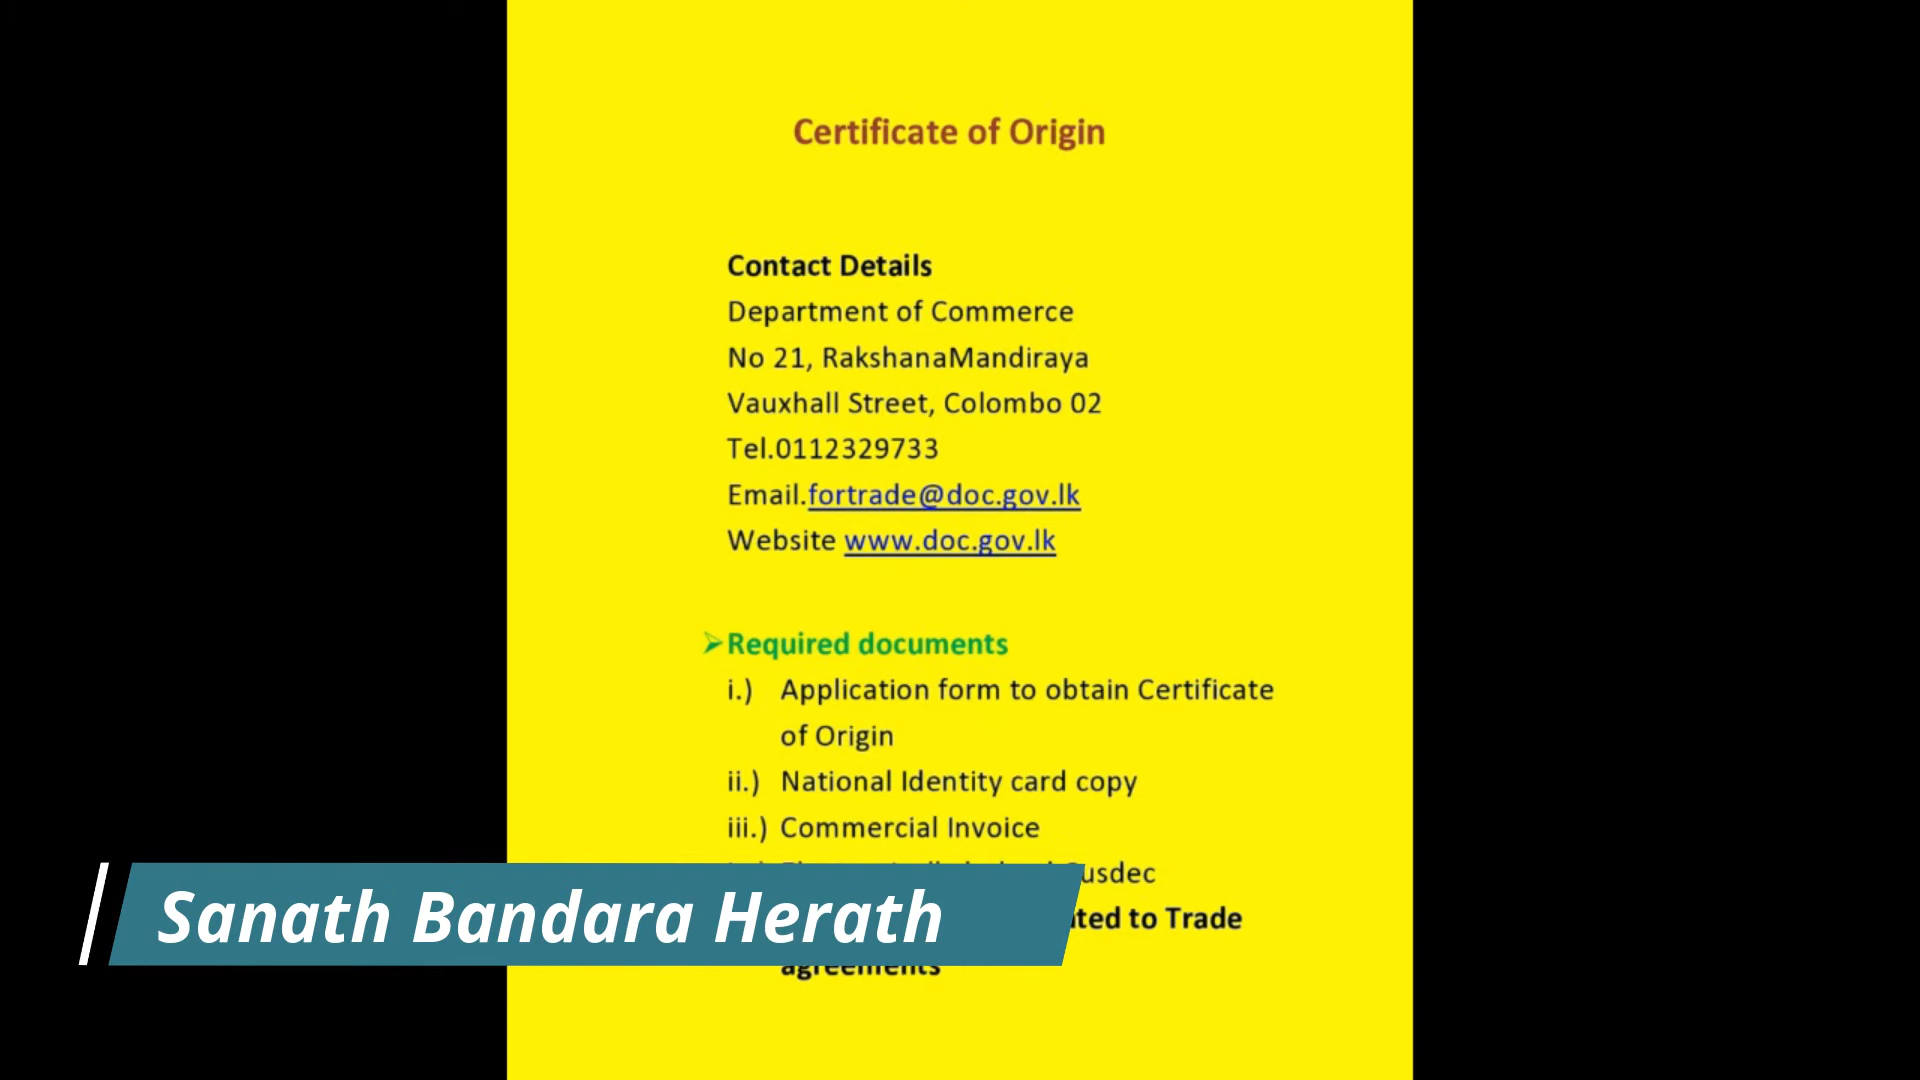 Certificate of Origin
Contact Details
Department of Commerce
No 21, RakshanaMandiraya
Vauxhall Street, Colombo 02
Tel.0112329733
Email.fortrade@doc.gov.lk
Website www.doc.gov.lk
➢Required documents
i.) Application form to obtain Certificate
of Origin
ii.) National Identity card copy
iii.) Commercial Invoice
to Trade
agreements
Sanath Bandara Herath